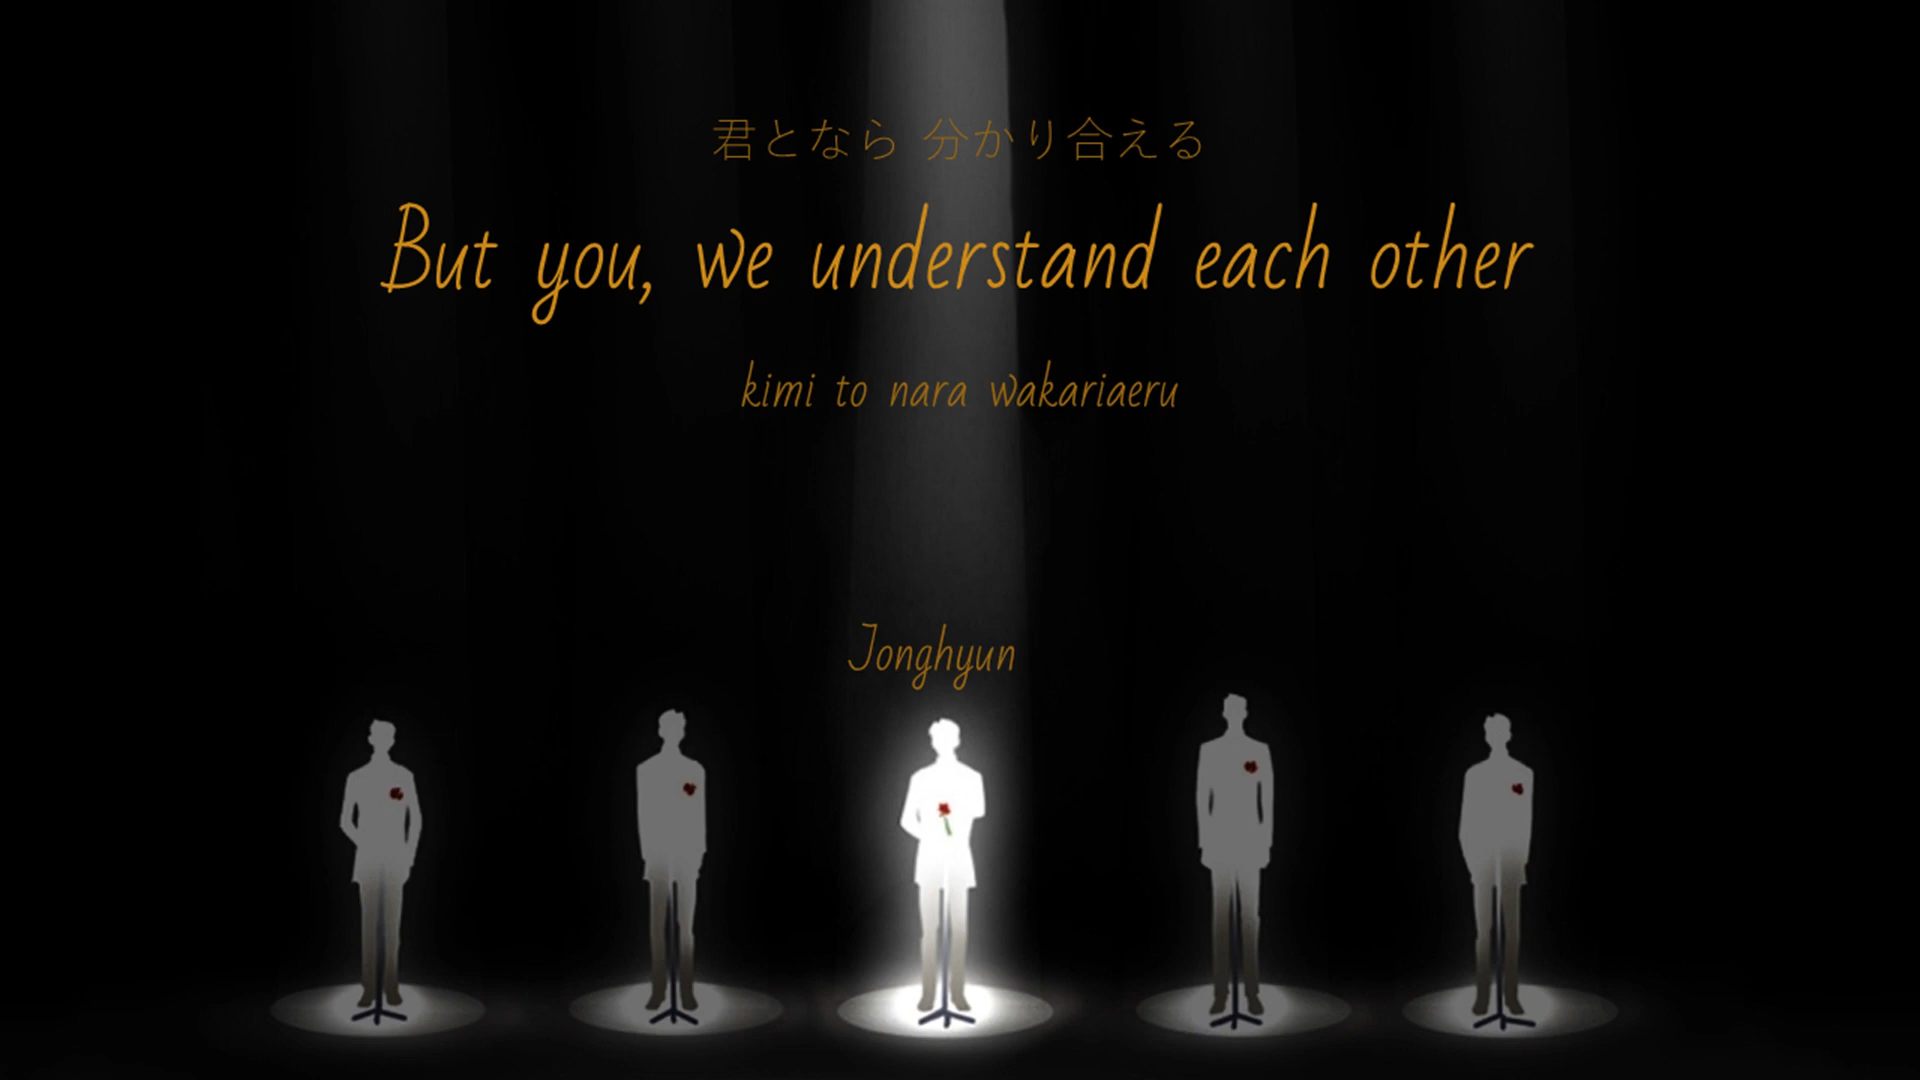 君となら 分かり合える
But you, we understand each other
kimi to nara wakariaeru
Jonghyun